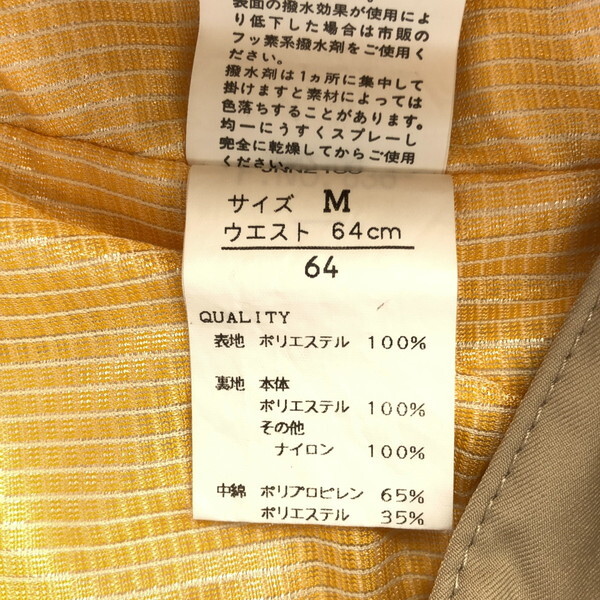 表面の撥水効果が使用によ
り低下した場合は市販の
フッ素系撥水剤をご使用く
ださい。
撥水剤は1ヵ所に集中して
掛けますと素材によっては
色落ちすることがあります。
均一にうすくスプレーし
完全に乾燥してからご使用
ください。
サイズ M
ウエスト 64cm
64
QUALITY
表地 ポリエステル 100%
裏地 本体
ポリエステル 100%
その他
ナイロン 100%
中綿 ポリプロピレン 65%
ポリエステル 35%